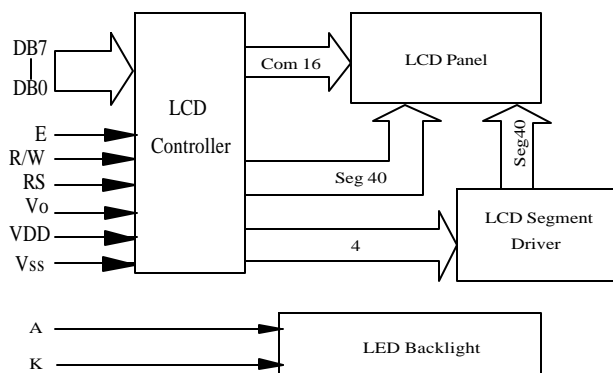 DB7
DB0
E
R/W
RS
Vo
VDD
Vss
LCD
Controller
Com 16
Seg 40
4
LCD Panel
Seg40
LCD Segment
Driver
A
K
LED Backlight